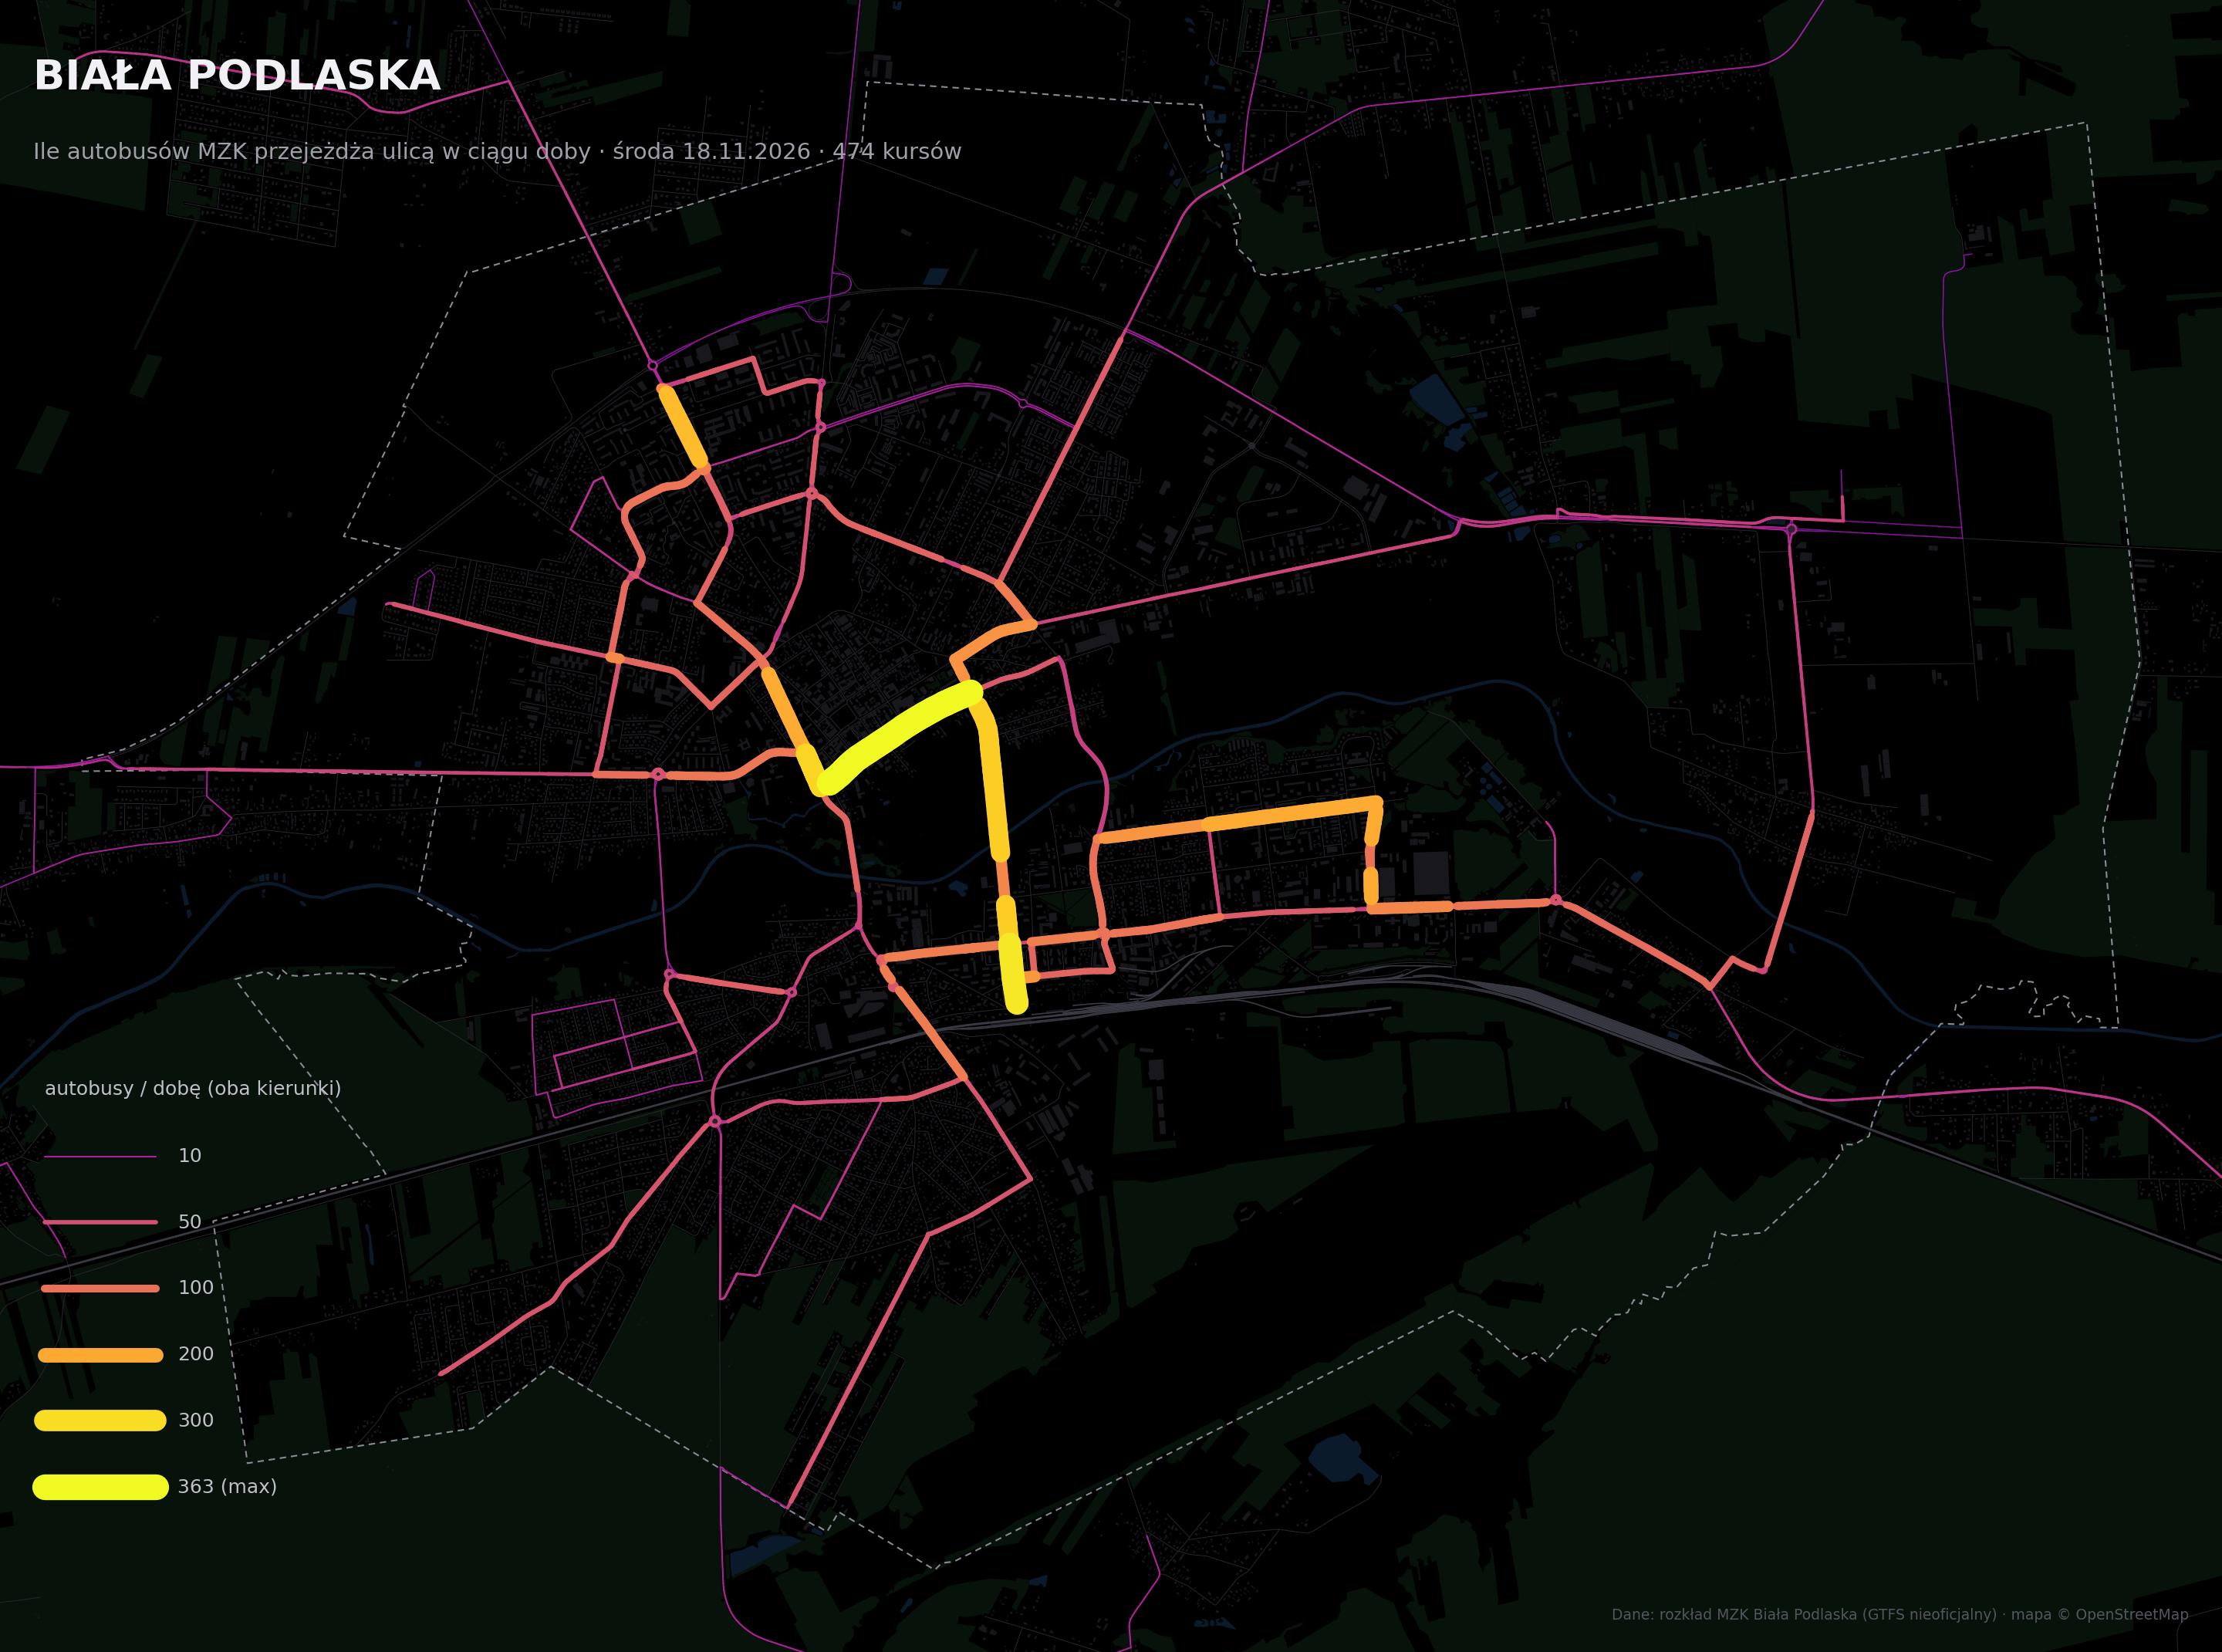 BIAŁA PODLASKA
Ile autobusów MZK przejeżdża ulicą w ciągu doby · środa 18.11.2026 · 474 kursów
autobusy / dobę (oba kierunki)
10
50
100
200
300
363 (max)
Dane: rozkład MZK Biała Podlaska (GTFS nieoficjalny) · mapa © OpenStreetMap